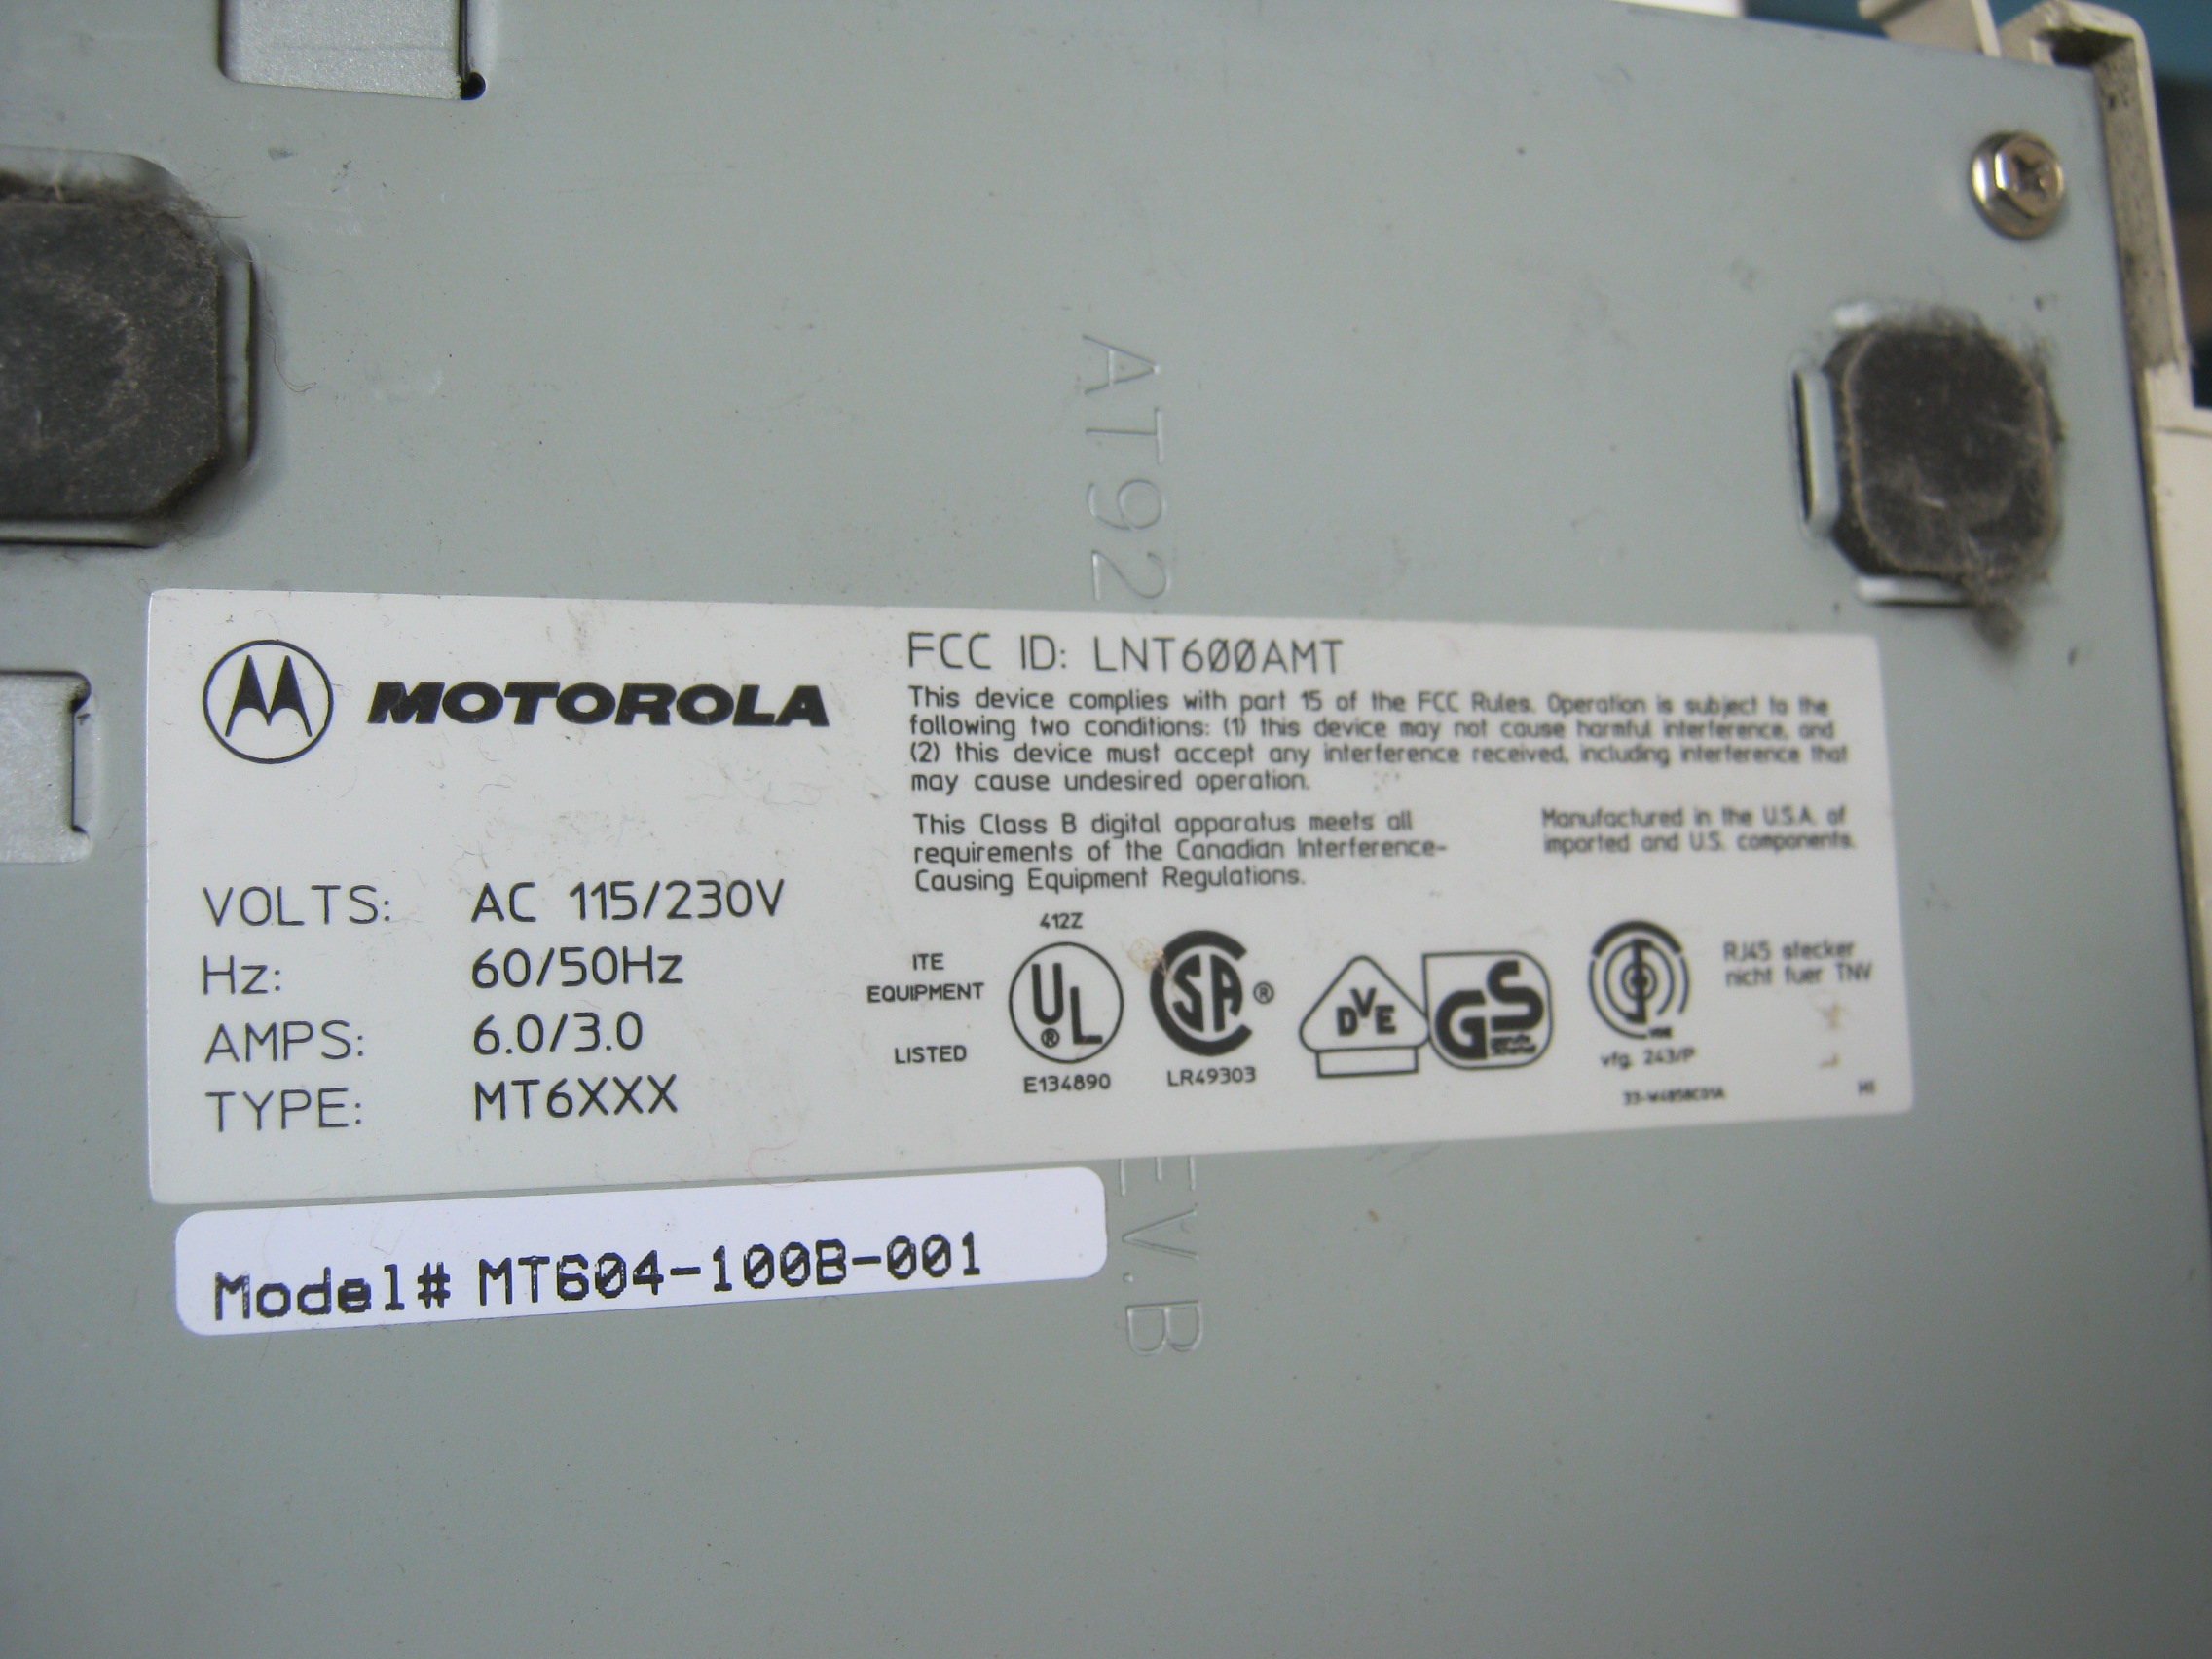 AT92
MOTOROLA
FCC ID: LNT600AMT
This device complies with part 15 of the FCC Rules. Operation is subject to the
following two conditions: (1) this device may not cause harmful interference, and
(2) this device must accept any interference received, including interference that
may cause undesired operation.
This Class B digital apparatus meets all
requirements of the Canadian Interference-
Causing Equipment Regulations.
Manufactured in the U.S.A. of
imported and U.S. components.
VOLTS: AC 115/230V
Hz: 60/50Hz
AMPS: 6.0/3.0
TYPE: MT6XXX
ITE
EQUIPMENT
LISTED
412Z
UL ®
E134890
SA ®
LR49303
DVE
GS
vfg. 243/P
RJ45 stecker
nicht fuer TNV
EV.B
Model# MT604-100B-001